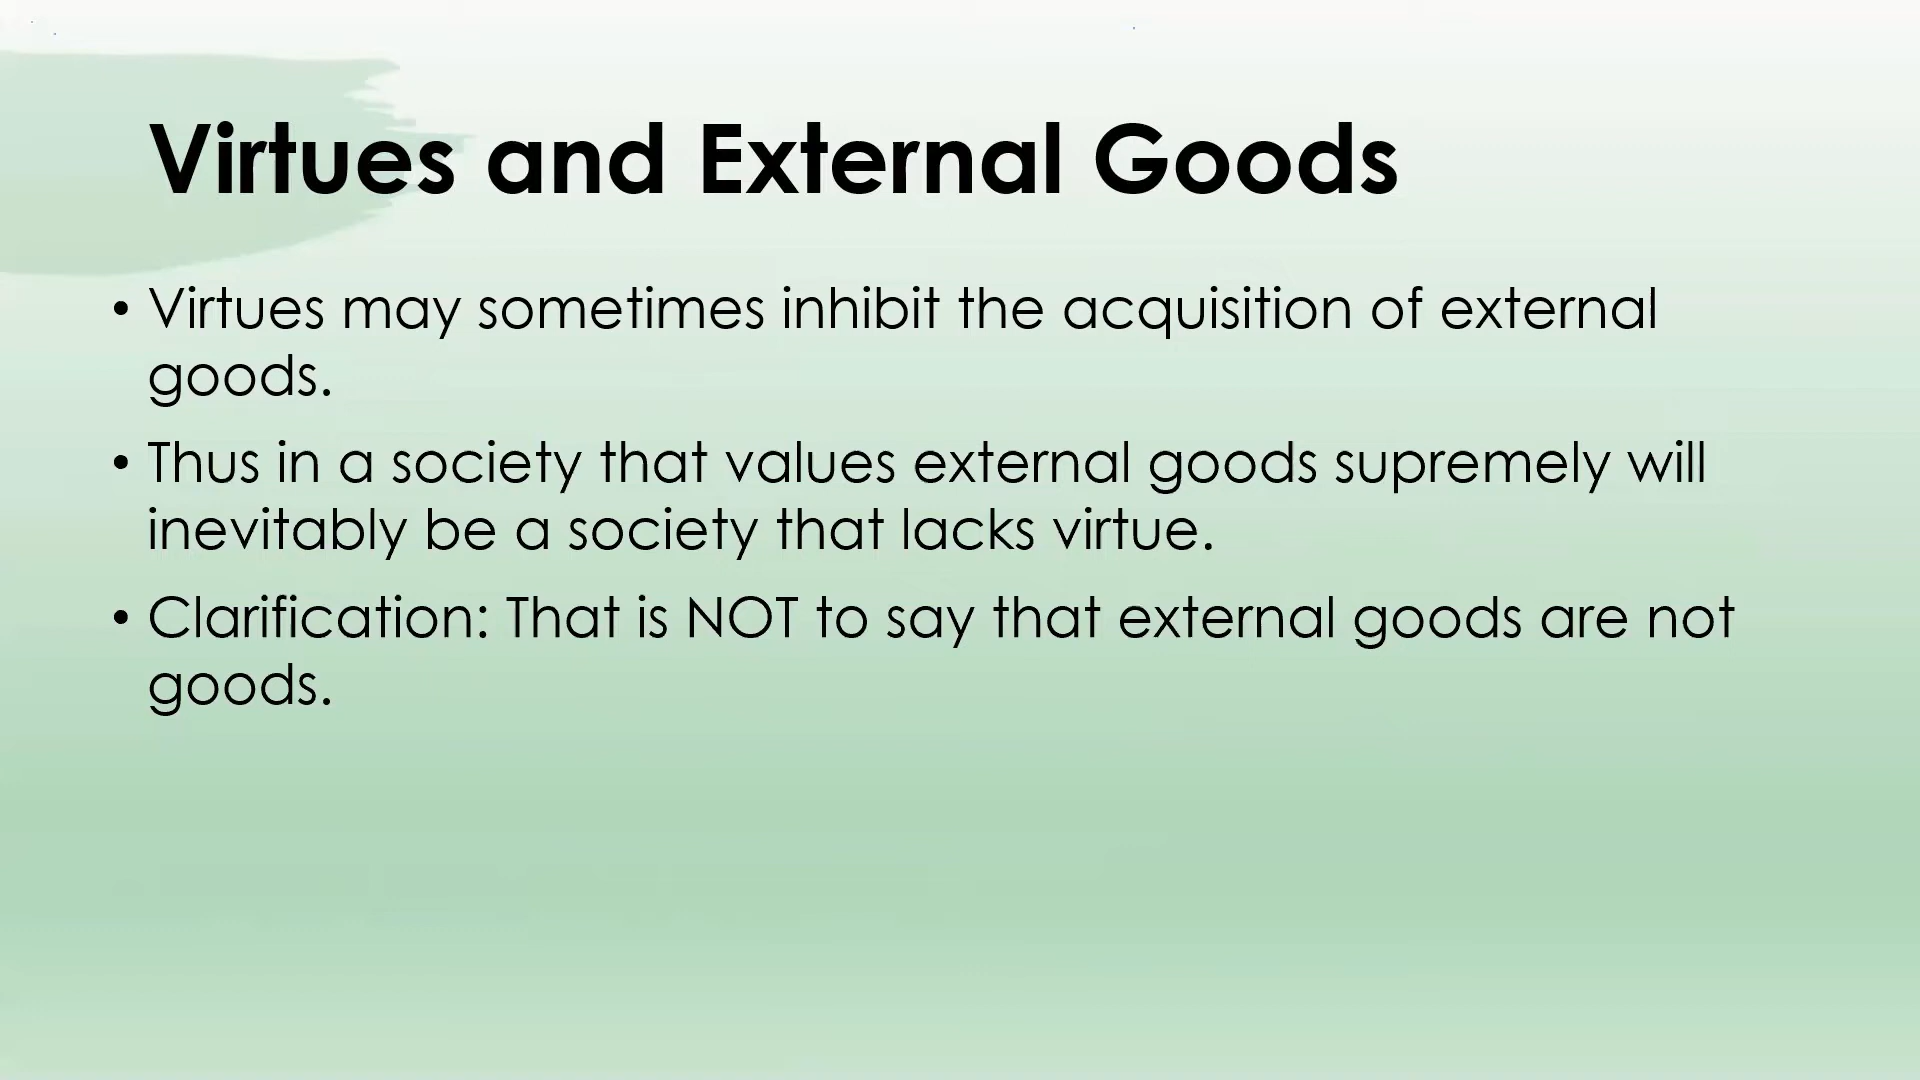 Virtues and External Goods
• Virtues may sometimes inhibit the acquisition of external
goods.
• Thus in a society that values external goods supremely will
inevitably be a society that lacks virtue.
• Clarification: That is NOT to say that external goods are not
goods.